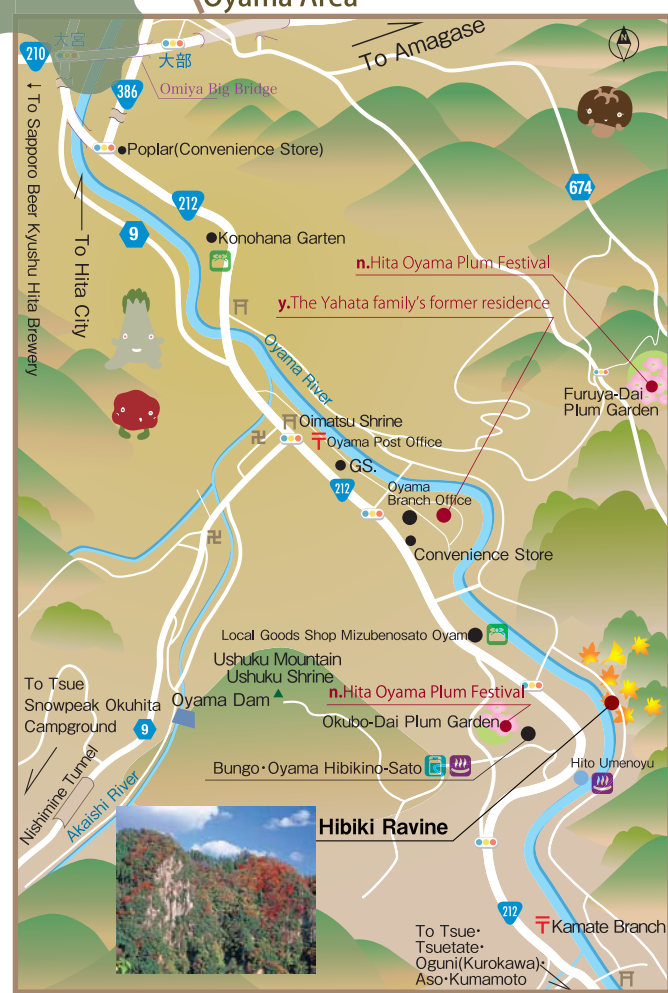 Oyama Area
210
大宮
大部
To Amagase
386
Omiya Big Bridge
↓To Sapporo Beer Kyushu Hita Brewery
Poplar(Convenience Store)
674
212
9
To Hita City
Konohana Garten
n.Hita Oyama Plum Festival
y.The Yahata family's former residence
Oyama River
Furuya-Dai
Plum Garden
Oimatsu Shrine
Oyama Post Office
GS.
212
Oyama
Branch Office
Convenience Store
Local Goods Shop Mizubenosato Oyam
Ushuku Mountain
Ushuku Shrine
To Tsue
Snowpeak Okuhita
Campground
9
Oyama Dam
n.Hita Oyama Plum Festival
Okubo-Dai Plum Garden
Bungo・Oyama Hibikino-Sato
Hito Umenoyu
Nishimine Tunnel
Akaishi River
Hibiki Ravine
212
Kamate Branch
To Tsue・
Tsuetate・
Oguni(Kurokawa)・
Aso・Kumamoto